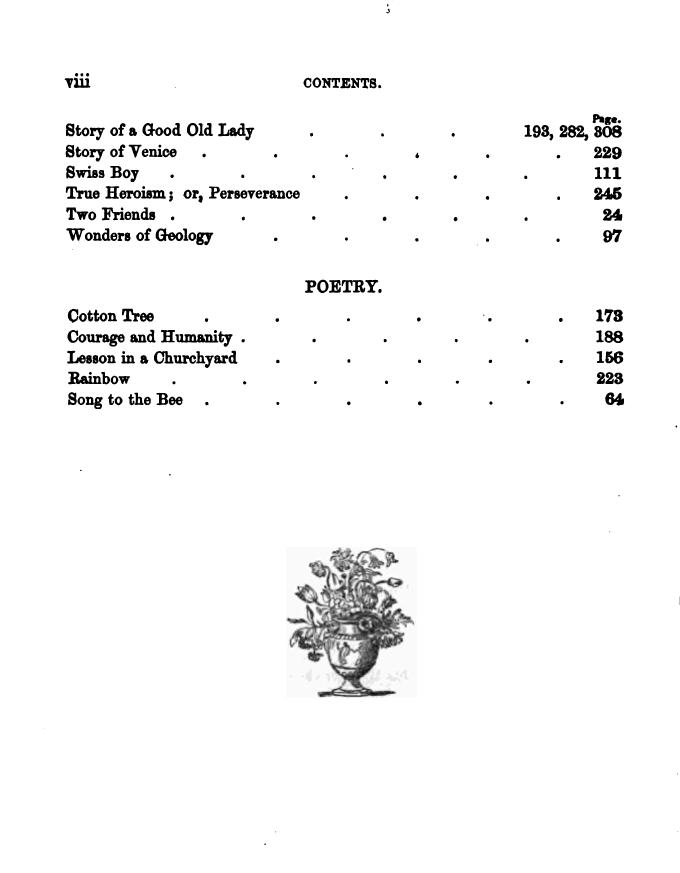 viii CONTENTS.
Page.
Story of a Good Old Lady . . . 193, 282, 308
Story of Venice . . . . . . 229
Swiss Boy . . . . . . 111
True Heroism; or, Perseverance . . . . 245
Two Friends . . . . . . 24
Wonders of Geology . . . . . 97
POETRY.
Cotton Tree . . . . . . 173
Courage and Humanity . . . . . 188
Lesson in a Churchyard . . . . . 156
Rainbow . . . . . . 223
Song to the Bee . . . . . . 64